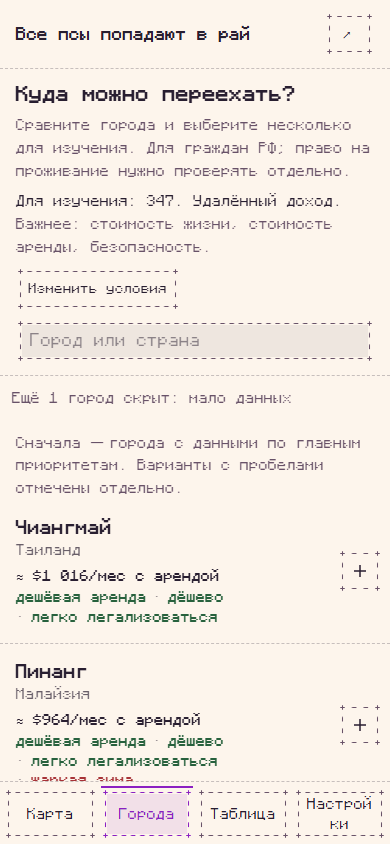 Все псы попадают в рай
↗
Куда можно переехать?
Сравните города и выберите несколько
для изучения. Для граждан РФ; право на
проживание нужно проверять отдельно.
Для изучения: 347. Удалённый доход.
Важнее: стоимость жизни, стоимость
аренды, безопасность.
Изменить условия
Город или страна
Ещё 1 город скрыт: мало данных
Сначала — города с данными по главным
приоритетам. Варианты с пробелами
отмечены отдельно.
Чиангмай
Таиланд
≈ $1 016/мес с арендой
дешёвая аренда · дёшево
· легко легализоваться
+
Пинанг
Малайзия
≈ $964/мес с арендой
дешёвая аренда · дёшево
· легко легализоваться
· жаркая зима
+
Карта
Города
Таблица
Настрой
ки